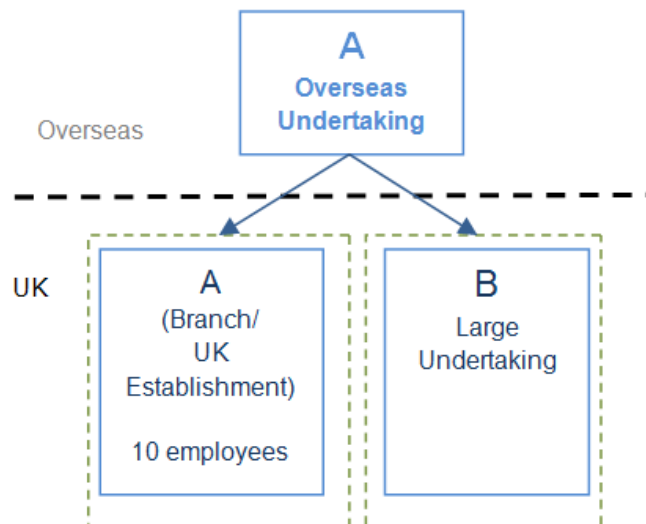 A
Overseas
Undertaking
Overseas
UK
A
(Branch/
UK
Establishment)
10 employees
B
Large
Undertaking